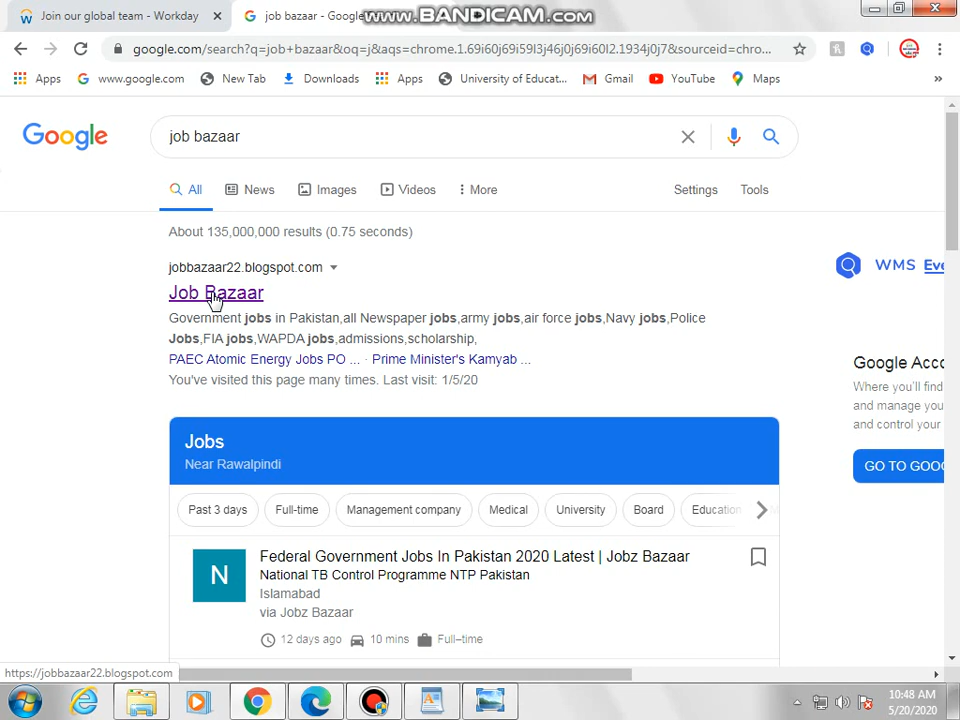 Join our global team - Workday
job bazaar - Google
www.BANDICAM.com
google.com/search?q=job+bazaar&oq=j&aqs=chrome.1.69i60j69i59l3j46j0j69i60l2.1934j0j7&sourceid=chro...
Apps
www.google.com
New Tab
Downloads
Apps
University of Educat...
Gmail
YouTube
Maps
»
Google
job bazaar
All
News
Images
Videos
More
Settings
Tools
About 135,000,000 results (0.75 seconds)
jobbazaar22.blogspot.com
Job Bazaar
Government jobs in Pakistan,all Newspaper jobs,army jobs,air force jobs,Navy jobs,Police
Jobs,FIA jobs,WAPDA jobs,admissions,scholarship,
PAEC Atomic Energy Jobs PO ... · Prime Minister's Kamyab ...
You've visited this page many times. Last visit: 1/5/20
WMS Eve
Google Acc
Where you'll find
and manage you
and control your
GO TO GOO
Jobs
Near Rawalpindi
Past 3 days
Full-time
Management company
Medical
University
Board
Education
N
Federal Government Jobs In Pakistan 2020 Latest | Jobz Bazaar
National TB Control Programme NTP Pakistan
Islamabad
via Jobz Bazaar
12 days ago
10 mins
Full–time
https://jobbazaar22.blogspot.com
10:48 AM
5/20/2020